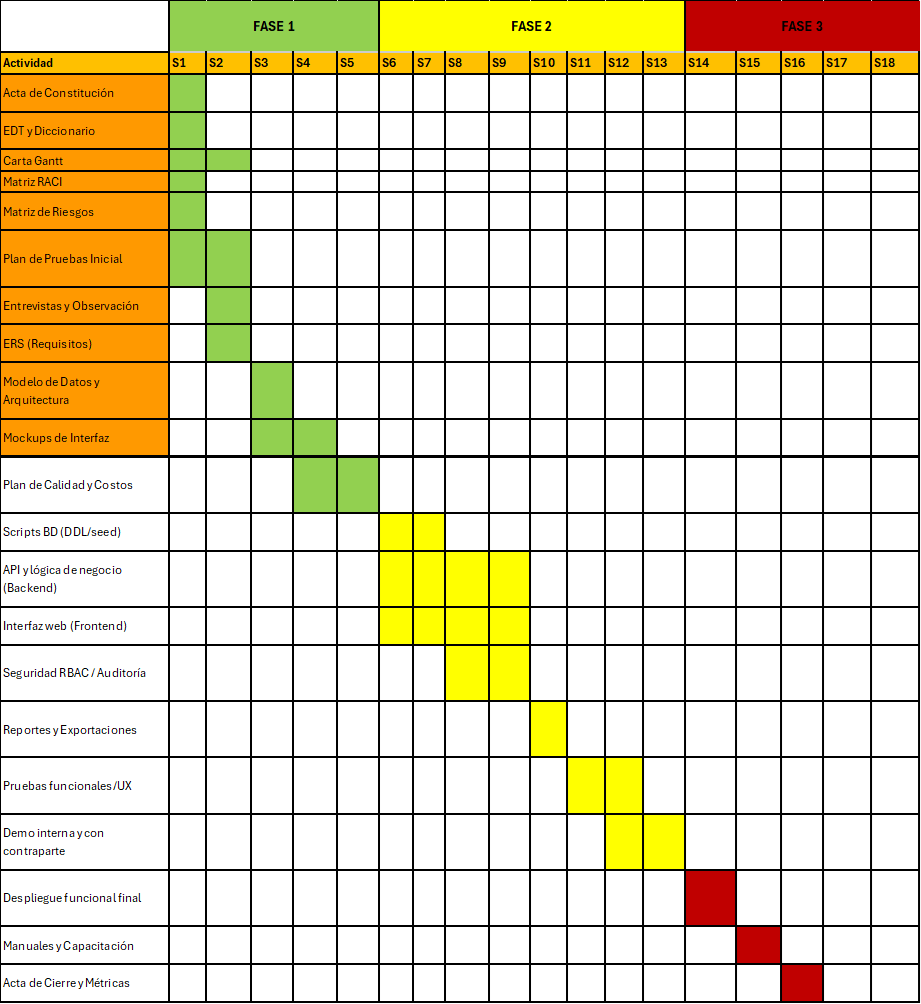 FASE 1 FASE 2 FASE 3
Actividad S1 S2 S3 S4 S5 S6 S7 S8 S9 S10 S11 S12 S13 S14 S15 S16 S17 S18
Acta de Constitución
EDT y Diccionario
Carta Gantt
Matriz RACI
Matriz de Riesgos
Plan de Pruebas Inicial
Entrevistas y Observación
ERS (Requisitos)
Modelo de Datos y
Arquitectura
Mockups de Interfaz
Plan de Calidad y Costos
Scripts BD (DDL/seed)
API y lógica de negocio
(Backend)
Interfaz web (Frontend)
Seguridad RBAC / Auditoría
Reportes y Exportaciones
Pruebas funcionales/UX
Demo interna y con
contraparte
Despliegue funcional final
Manuales y Capacitación
Acta de Cierre y Métricas